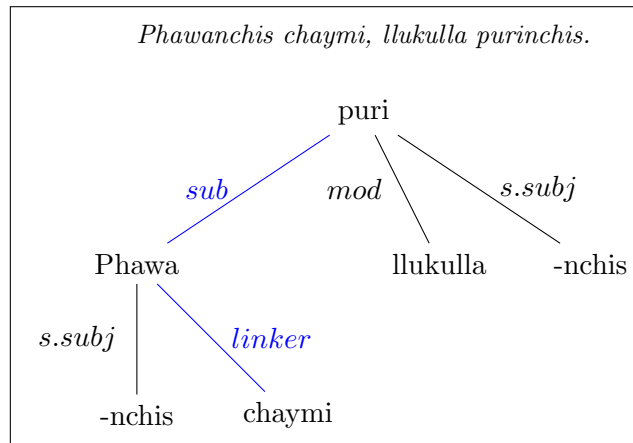 Phawanchis chaymi, llukulla purinchis.
puri
sub mod s.subj
Phawa llukulla -nchis
s.subj linker
-nchis chaymi